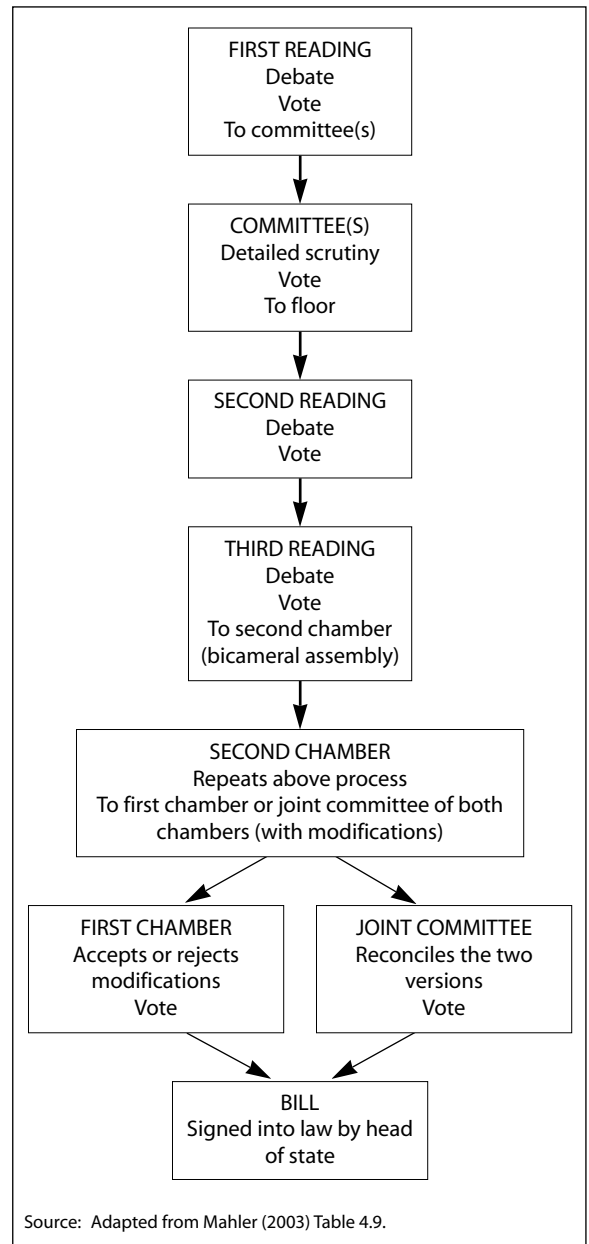 FIRST READING
Debate
Vote
To committee(s)
COMMITTEE(S)
Detailed scrutiny
Vote
To floor
SECOND READING
Debate
Vote
THIRD READING
Debate
Vote
To second chamber
(bicameral assembly)
SECOND CHAMBER
Repeats above process
To first chamber or joint committee of both
chambers (with modifications)
FIRST CHAMBER
Accepts or rejects
modifications
Vote
JOINT COMMITTEE
Reconciles the two
versions
Vote
BILL
Signed into law by head
of state
Source: Adapted from Mahler (2003) Table 4.9.